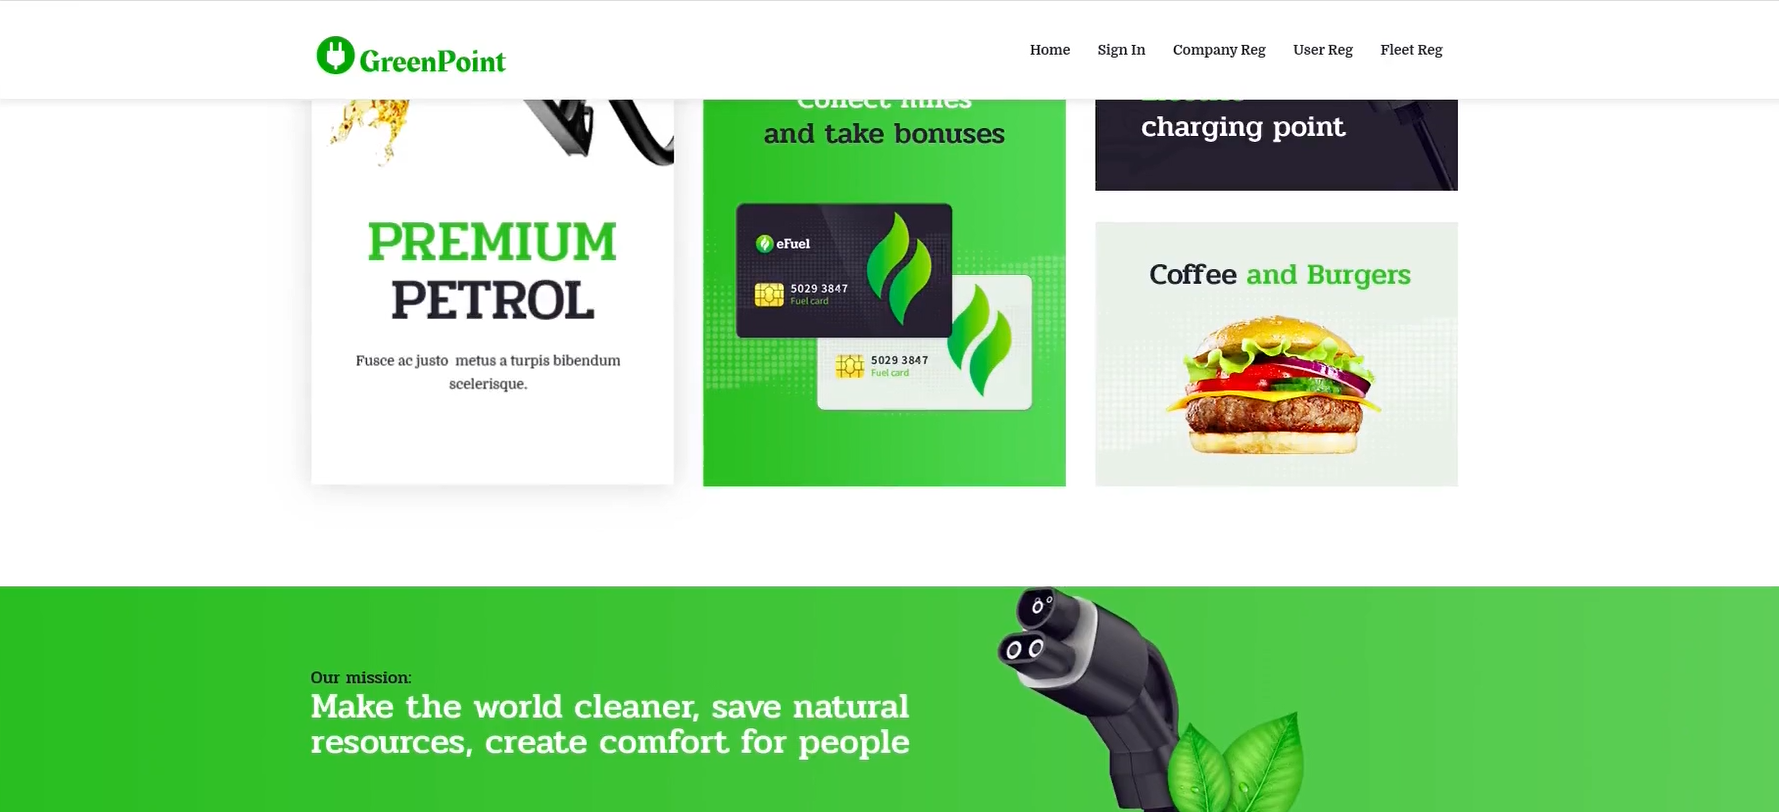 GreenPoint
Home
Sign In
Company Reg
User Reg
Fleet Reg
PREMIUM
PETROL
Fusce ac justo metus a turpis bibendum
scelerisque.
Collect miles
and take bonuses
eFuel
5029 3847
Fuel card
5029 3847
Fuel card
charging point
Coffee and Burgers
Our mission:
Make the world cleaner, save natural
resources, create comfort for people